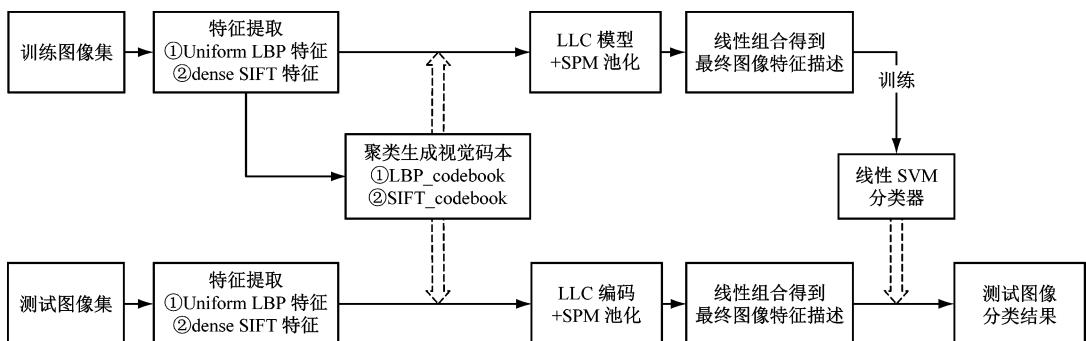 训练图像集
特征提取
①Uniform LBP 特征
②dense SIFT 特征
LLC 模型
+SPM 池化
线性组合得到
最终图像特征描述
训练
聚类生成视觉码本
①LBP_codebook
②SIFT_codebook
线性 SVM
分类器
测试图像集
特征提取
①Uniform LBP 特征
②dense SIFT 特征
LLC 编码
+SPM 池化
线性组合得到
最终图像特征描述
测试图像
分类结果